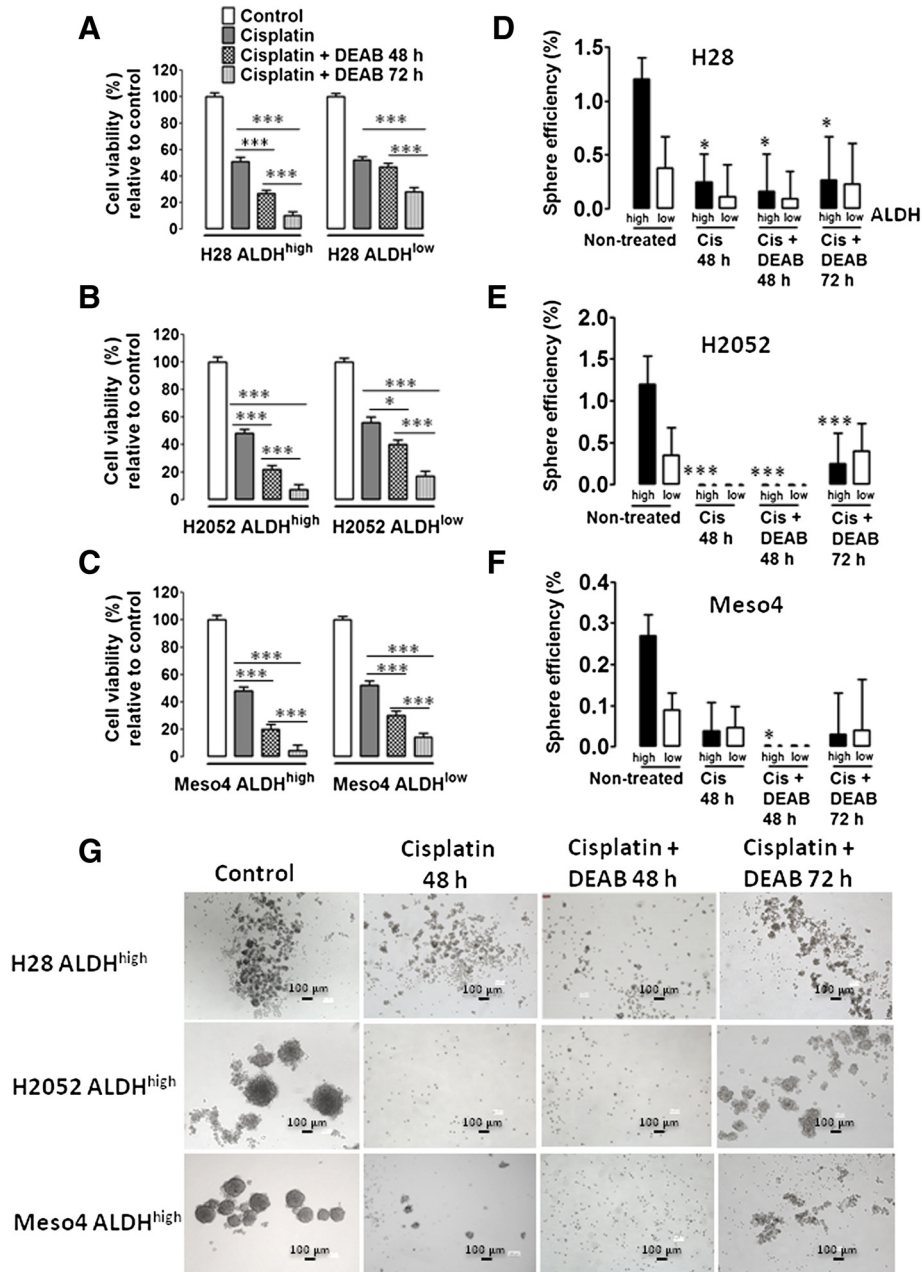 A
Control
Cisplatin
Cisplatin + DEAB 48 h
Cisplatin + DEAB 72 h
Cell viability (%)
relative to control
120
100
80
60
40
20
0
***
***
***
***
***
H28 ALDHhigh
H28 ALDHlow
B
Cell viability (%)
relative to control
120
100
80
60
40
20
0
***
***
***
***
*
***
H2052 ALDHhigh
H2052 ALDHlow
C
Cell viability (%)
relative to control
120
100
80
60
40
20
0
***
***
***
***
***
***
Meso4 ALDHhigh
Meso4 ALDHlow
D
H28
Sphere efficiency (%)
1.5
1.0
0.5
0.0
*
*
*
high low high low high low high low ALDH
Non-treated
Cis
48 h
Cis +
DEAB
48 h
Cis +
DEAB
72 h
E
H2052
Sphere efficiency (%)
2.0
1.5
1.0
0.5
0.0
***
***
***
high low high low high low high low
Non-treated
Cis
48 h
Cis +
DEAB
48 h
Cis +
DEAB
72 h
F
Meso4
Sphere efficiency (%
0.4
0.3
0.2
0.1
0.0
*
high low high low high low high low
Non-treated
Cis
48 h
Cis +
DEAB
48 h
Cis +
DEAB
72 h
G
Control
Cisplatin
48 h
Cisplatin +
DEAB 48 h
Cisplatin +
DEAB 72 h
H28 ALDHhigh
100 μm
100 μm
100 μm
100 μm
H2052 ALDHhigh
100 μm
100 μm
100 μm
100 μm
Meso4 ALDHhigh
100 μm
100 μm
100 μm
100 μm